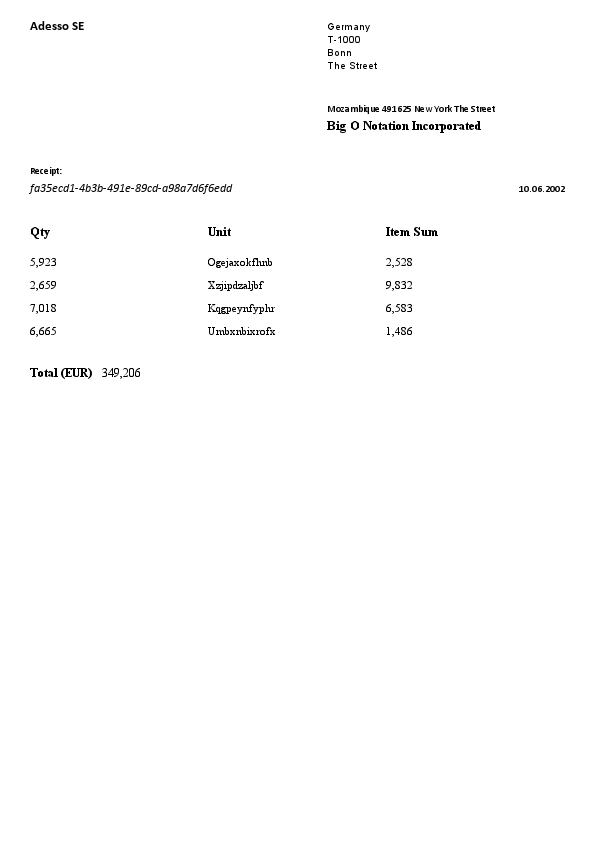 Adesso SE
Germany
T-1000
Bonn
The Street
Mozambique 491625 New York The Street
Big O Notation Incorporated
Receipt:
fa35ecd1-4b3b-491e-89cd-a98a7d6f6edd 10.06.2002
Qty Unit Item Sum
5,923 Ogejaxokfhnb 2,528
2,659 Xzjipdzaljbf 9,832
7,018 Kqgpeynfyphr 6,583
6,665 Umbxnbixrofx 1,486
Total (EUR) 349,206